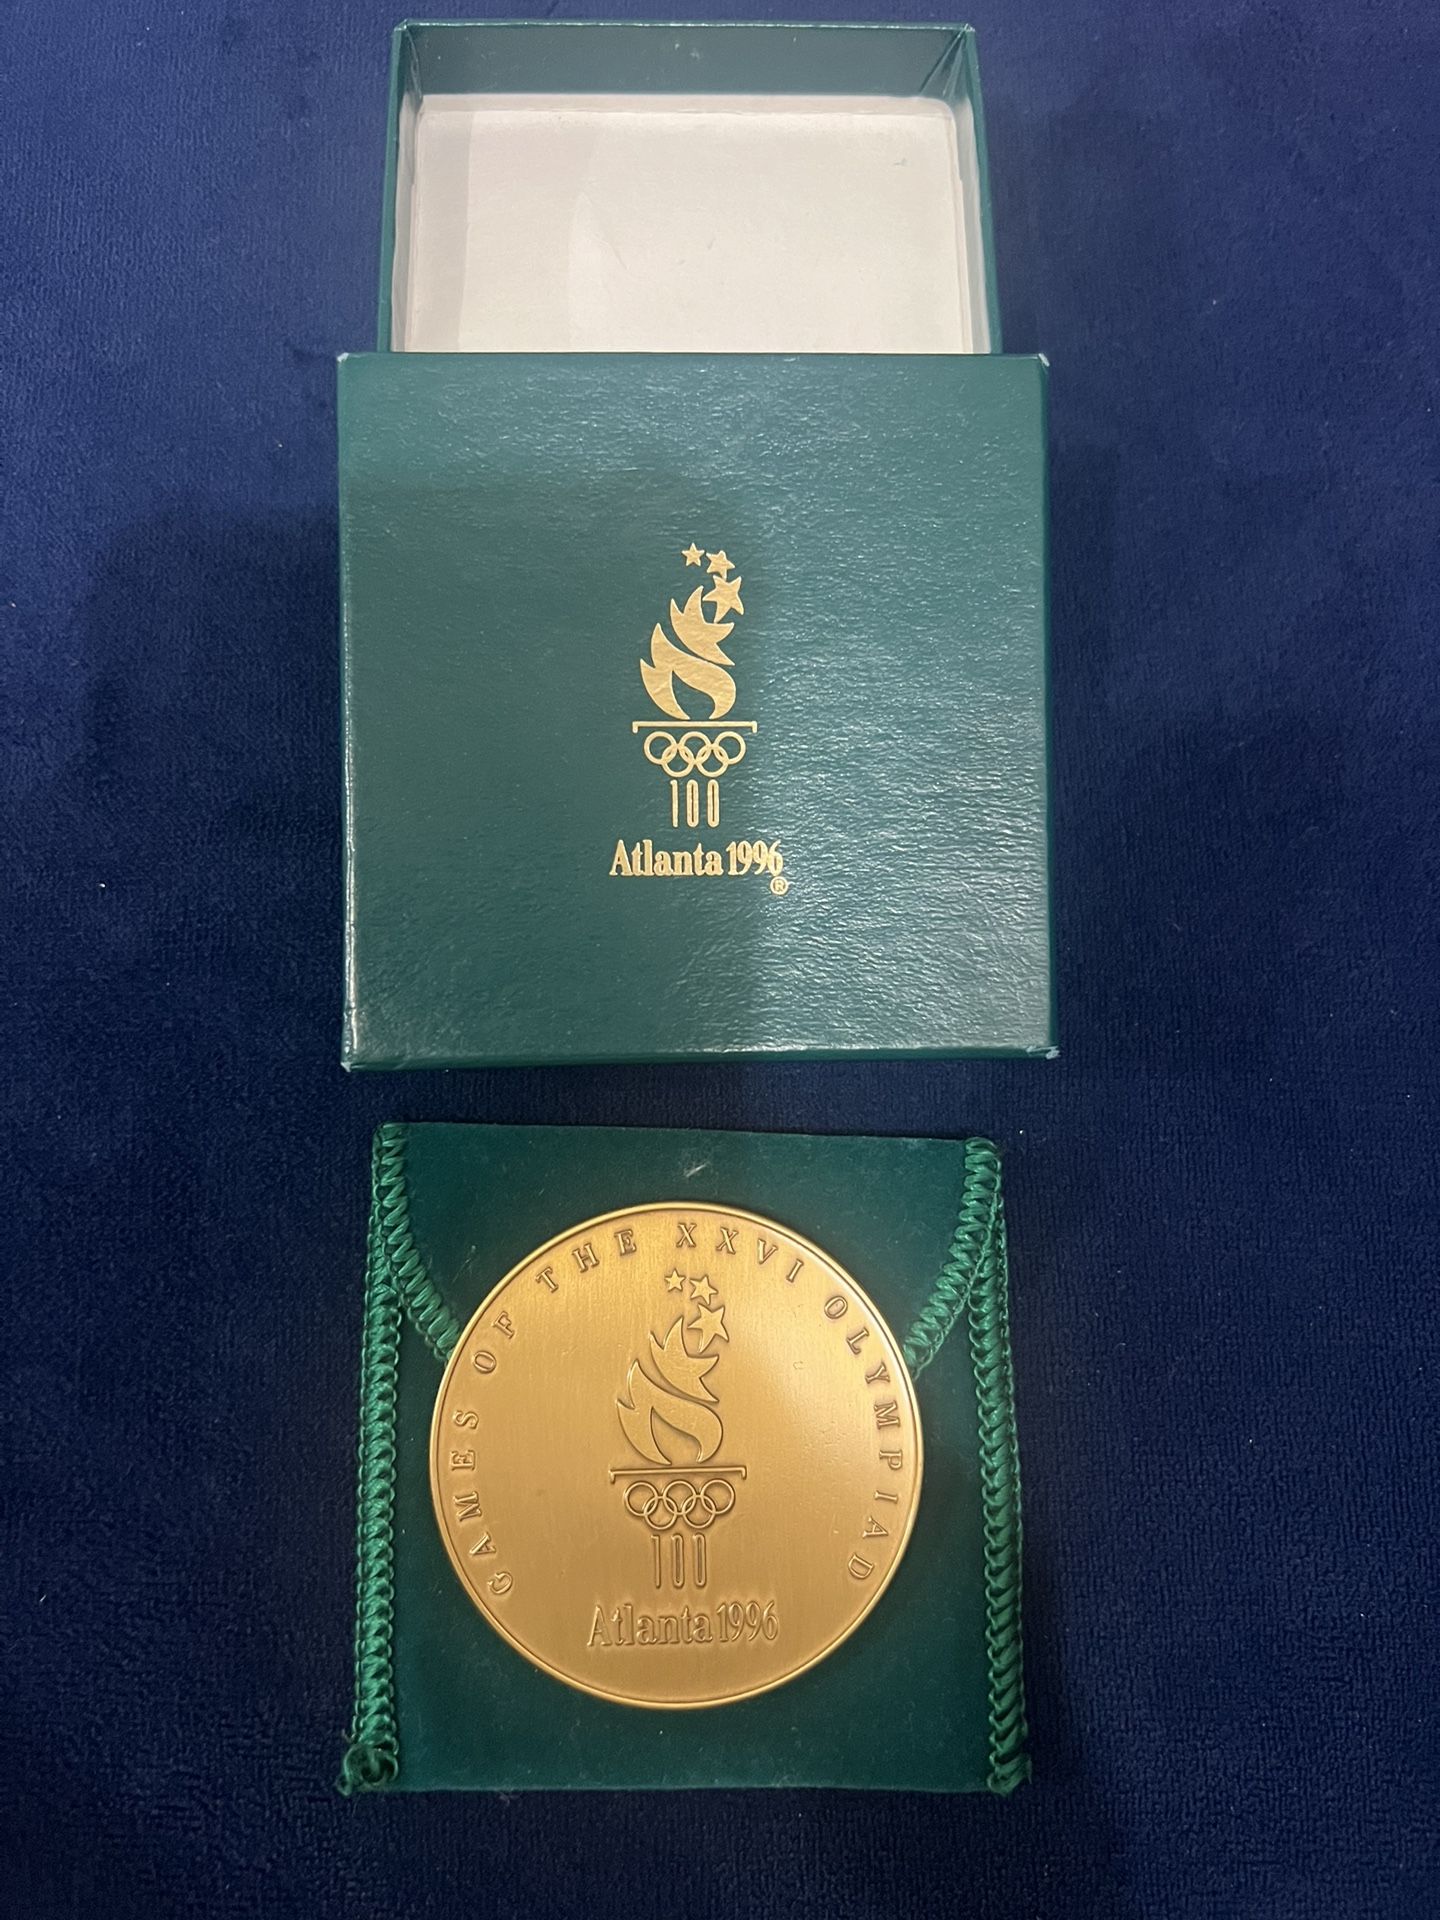 100
Atlanta 1996
®
GAMES OF THE XXVI OLYMPIAD
100
Atlanta 1996